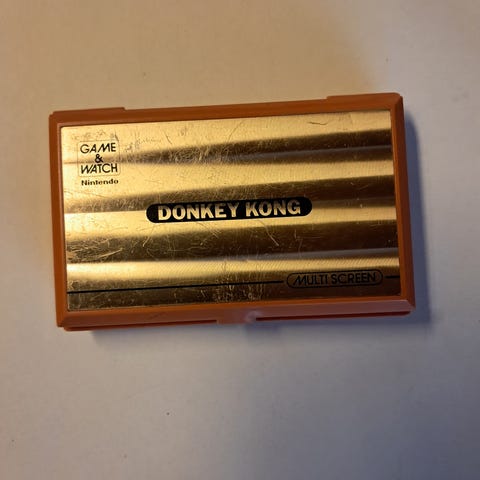 GAME
&
WATCH
Nintendo
DONKEY KONG
MULTI SCREEN